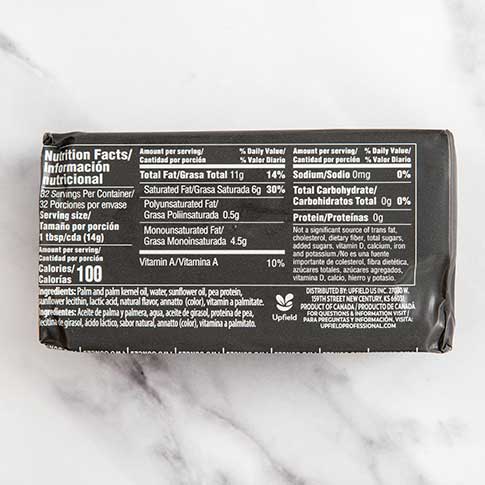 Nutrition Facts/
Información
nutricional
32 Servings Per Container/
32 Porciones por envase
Serving size/
Tamaño por porción
1 tbsp/cda (14g)
Amount per serving/
Cantidad por porción
Calories/
Calorías 100
Amount per serving/ % Daily Value/
Cantidad por porción % Valor Diario
Total Fat/Grasa Total 11g 14%
Saturated Fat/Grasa Saturada 6g 30%
Polyunsaturated Fat/
Grasa Poliinsaturada 0.5g
Monounsaturated Fat/
Grasa Monoinsaturada 4.5g
Vitamin A/Vitamina A 10%
Amount per serving/ % Daily Value/
Cantidad por porción % Valor Diario
Sodium/Sodio 0mg 0%
Total Carbohydrate/
Carbohidratos Total 0g 0%
Protein/Proteínas 0g
Not a significant source of trans fat,
cholesterol, dietary fiber, total sugars,
added sugars, vitamin D, calcium, iron
and potassium./No es una fuente
importante de colesterol, fibra dietética,
azúcares totales, azúcares agregados,
vitamina D, calcio, hierro y potasio.
Ingredients: Palm and palm kernel oil, water, sunflower oil, pea protein,
sunflower lecithin, lactic acid, natural flavor, annatto (color), vitamin a palmitate.
Ingredientes: Aceite de palma y palmera, agua, aceite de girasol, proteína de pea,
lecitina de girasol, ácido láctico, sabor natural, annatto (color), vitamina a palmitato.
Upfield
DISTRIBUTED BY: UPFIELD US INC. W.
159TH STREET NEW CENTURY, KS 66031
PRODUCT OF CANADA / PRODUCTO DE CANADÁ
FOR QUESTIONS & INFORMATION VISIT /
PARA PREGUNTAS Y INFORMACIÓN, VISITA:
UPFIELDPROFESSIONAL.COM